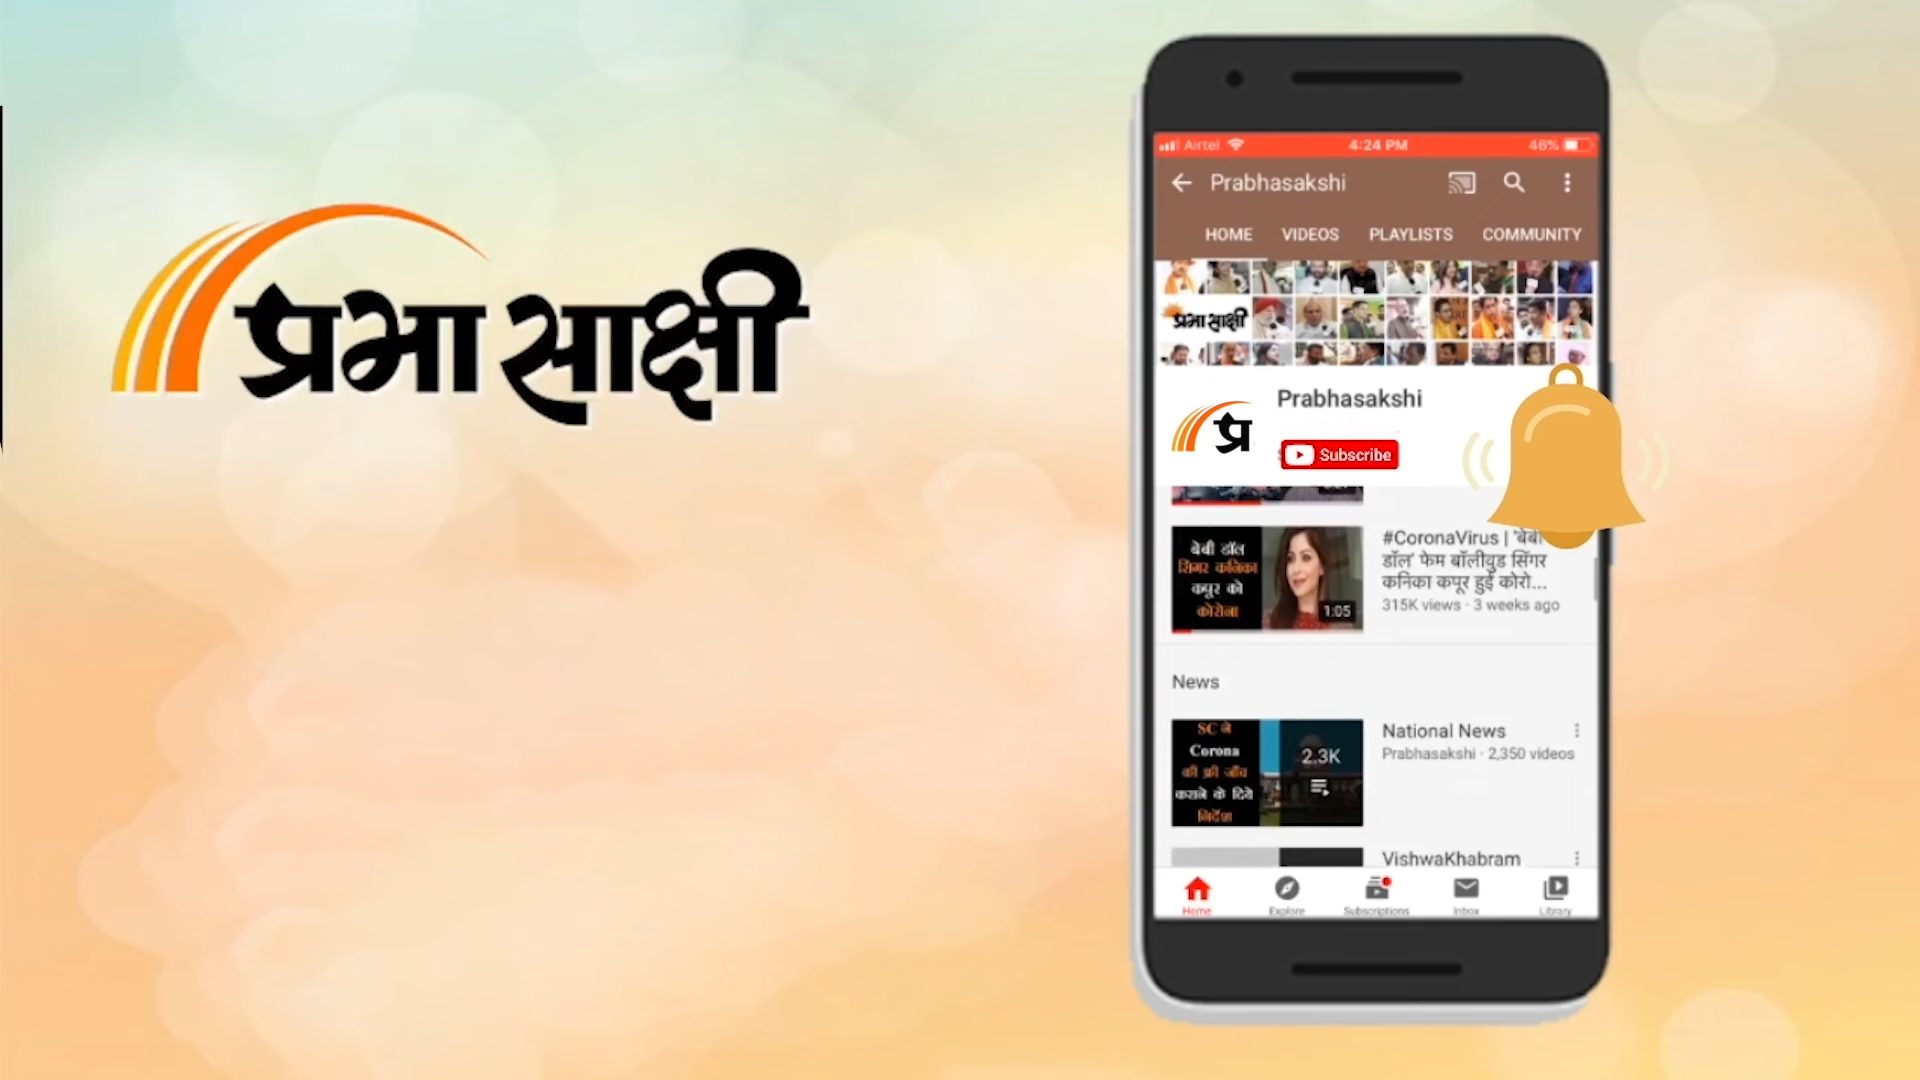 प्रभासाक्षी
Airtel 4:24 PM 46%
Prabhasakshi
HOME VIDEOS PLAYLISTS COMMUNITY
प्रभासाक्षी
Prabhasakshi
प्र
Subscribe
बेबी डॉल
सिंगर कनिका
कपूर को
कोरोना
1:05
#CoronaVirus | 'बेबी
डॉल' फेम बॉलीवुड सिंगर
कनिका कपूर हुईं कोरो...
315K views · 3 weeks ago
News
SC ने
Corona
की फ्री जाँच
कराने के दिये
निर्देश
2.3K
National News
Prabhasakshi · 2,350 videos
VishwaKhabram
Home Explore Subscriptions Inbox Library